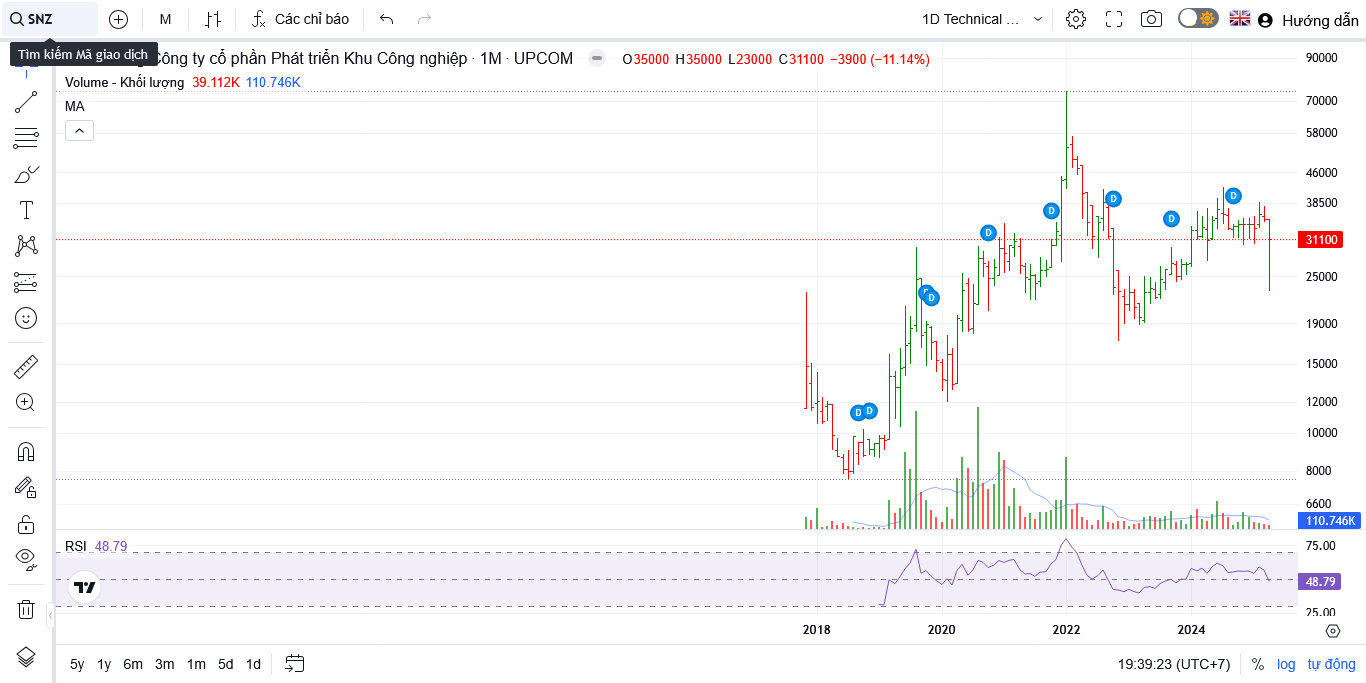 SNZ
M
Các chỉ báo
1D Technical ...
Hướng dẫn
Tìm kiếm Mã giao dịch
Công ty cổ phần Phát triển Khu Công nghiệp · 1M · UPCOM
O35000 H35000 L23000 C31100 −3900 (−11.14%)
Volume - Khối lượng 39.112K 110.746K
MA
90000
70000
58000
46000
38500
31100
25000
19000
15000
12000
10000
8000
6600
110.746K
D
D
D
D
D
D
D
D
D
RSI 48.79
75.00
48.79
25.00
2018
2020
2022
2024
5y 1y 6m 3m 1m 5d 1d
19:39:23 (UTC+7)
%
log
tự động